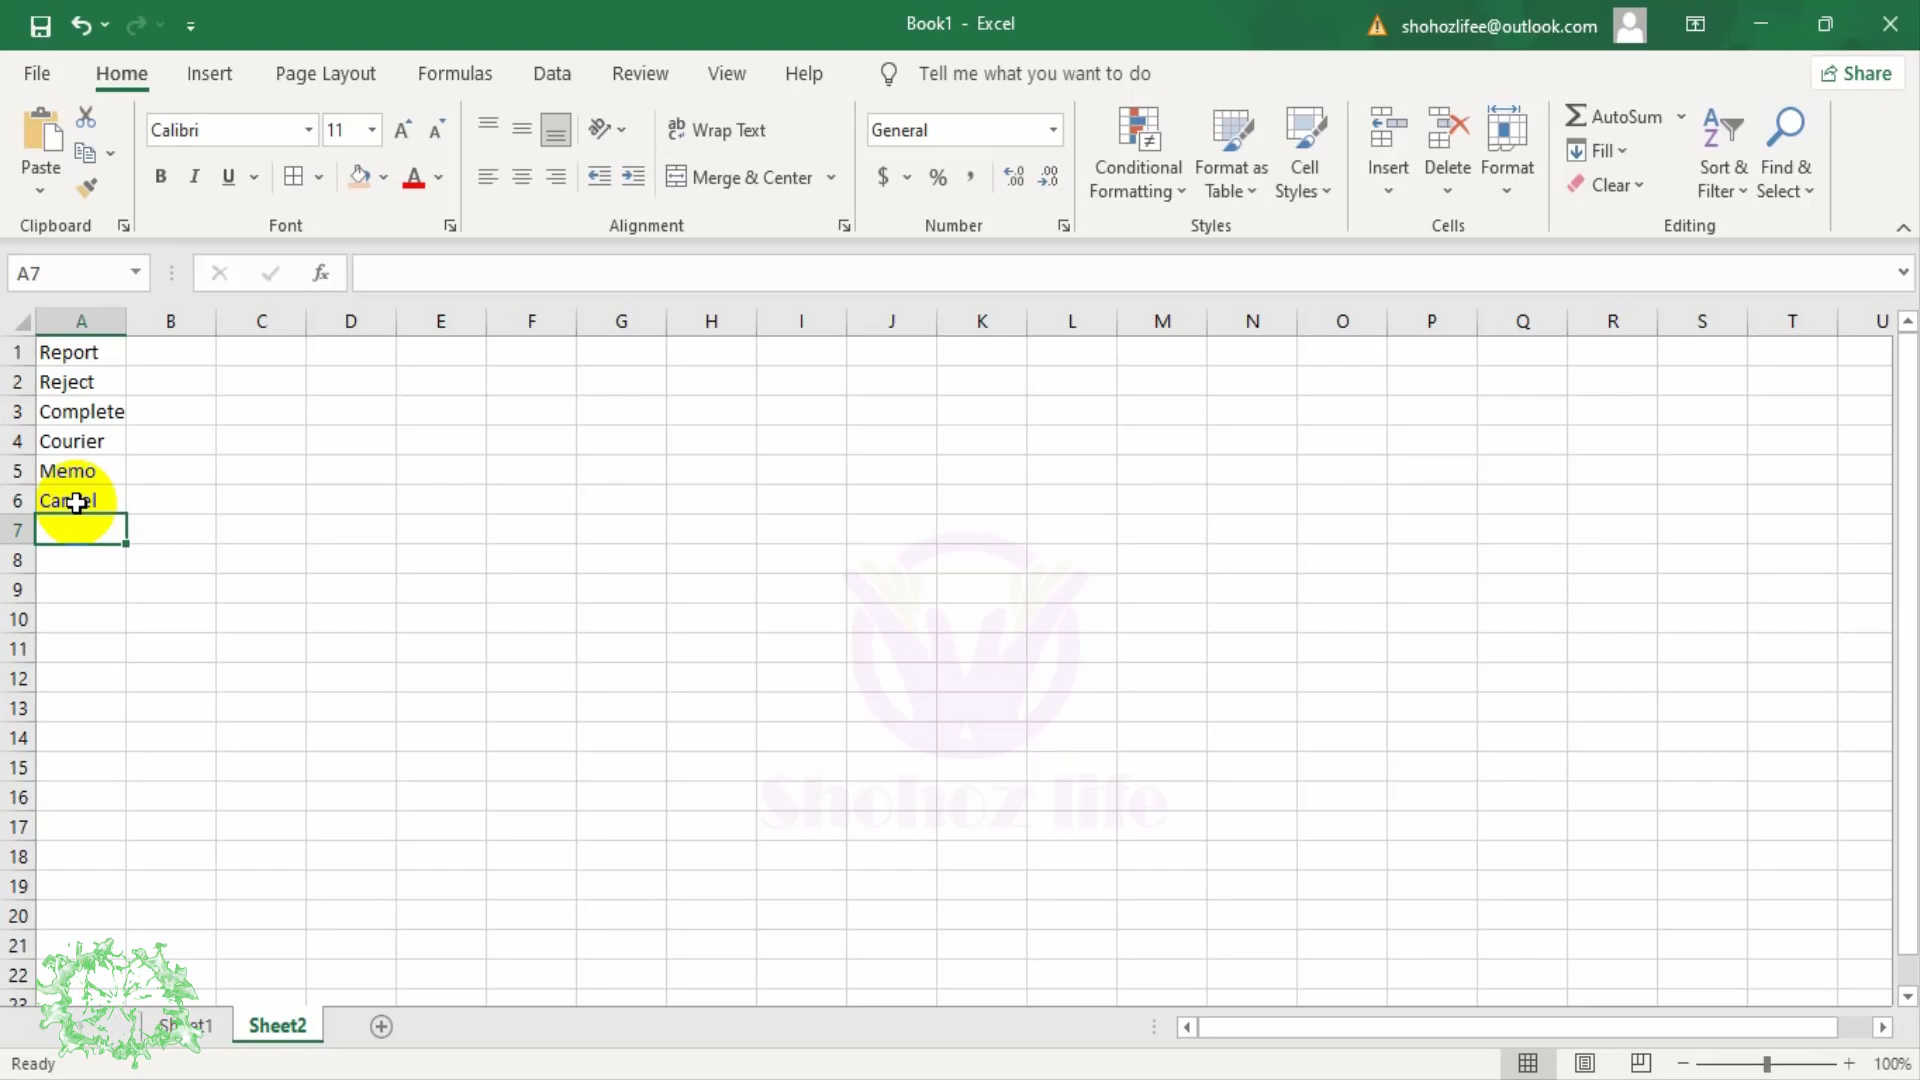 Book1 - Excel
shohozlifee@outlook.com
File Home Insert Page Layout Formulas Data Review View Help Tell me what you want to do Share
Paste
Calibri 11
B I U
Wrap Text
Merge & Center
General
$ % ,
Conditional Formatting
Format as Table
Cell Styles
Insert
Delete
Format
AutoSum
Fill
Clear
Sort & Filter
Find & Select
Clipboard Font Alignment Number Styles Cells Editing
A7 fx
A B C D E F G H I J K L M N O P Q R S T U
1 Report
2 Reject
3 Complete
4 Courier
5 Memo
6 Cancel
7
8
9
10
11
12
13
14
15
16
17
18
19
20
21
22
23
Shohoz life
Sheet1 Sheet2
Ready 100%